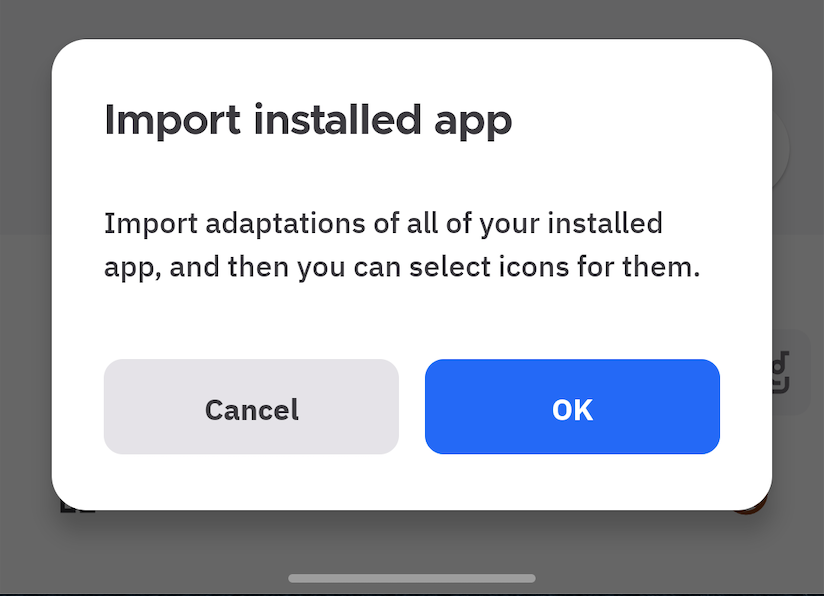 Import installed app
Import adaptations of all of your installed
app, and then you can select icons for them.
Cancel
OK